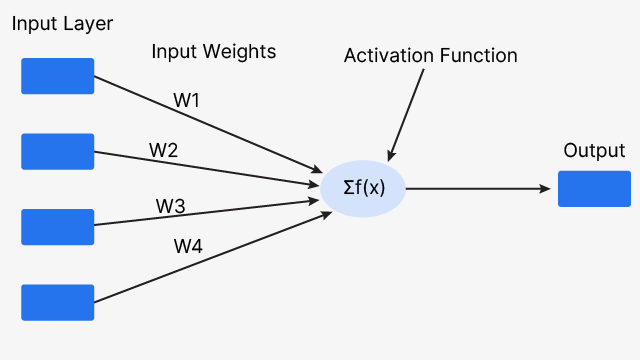 Input Layer
Input Weights
Activation Function
W1
W2
W3
W4
Σf(x)
Output